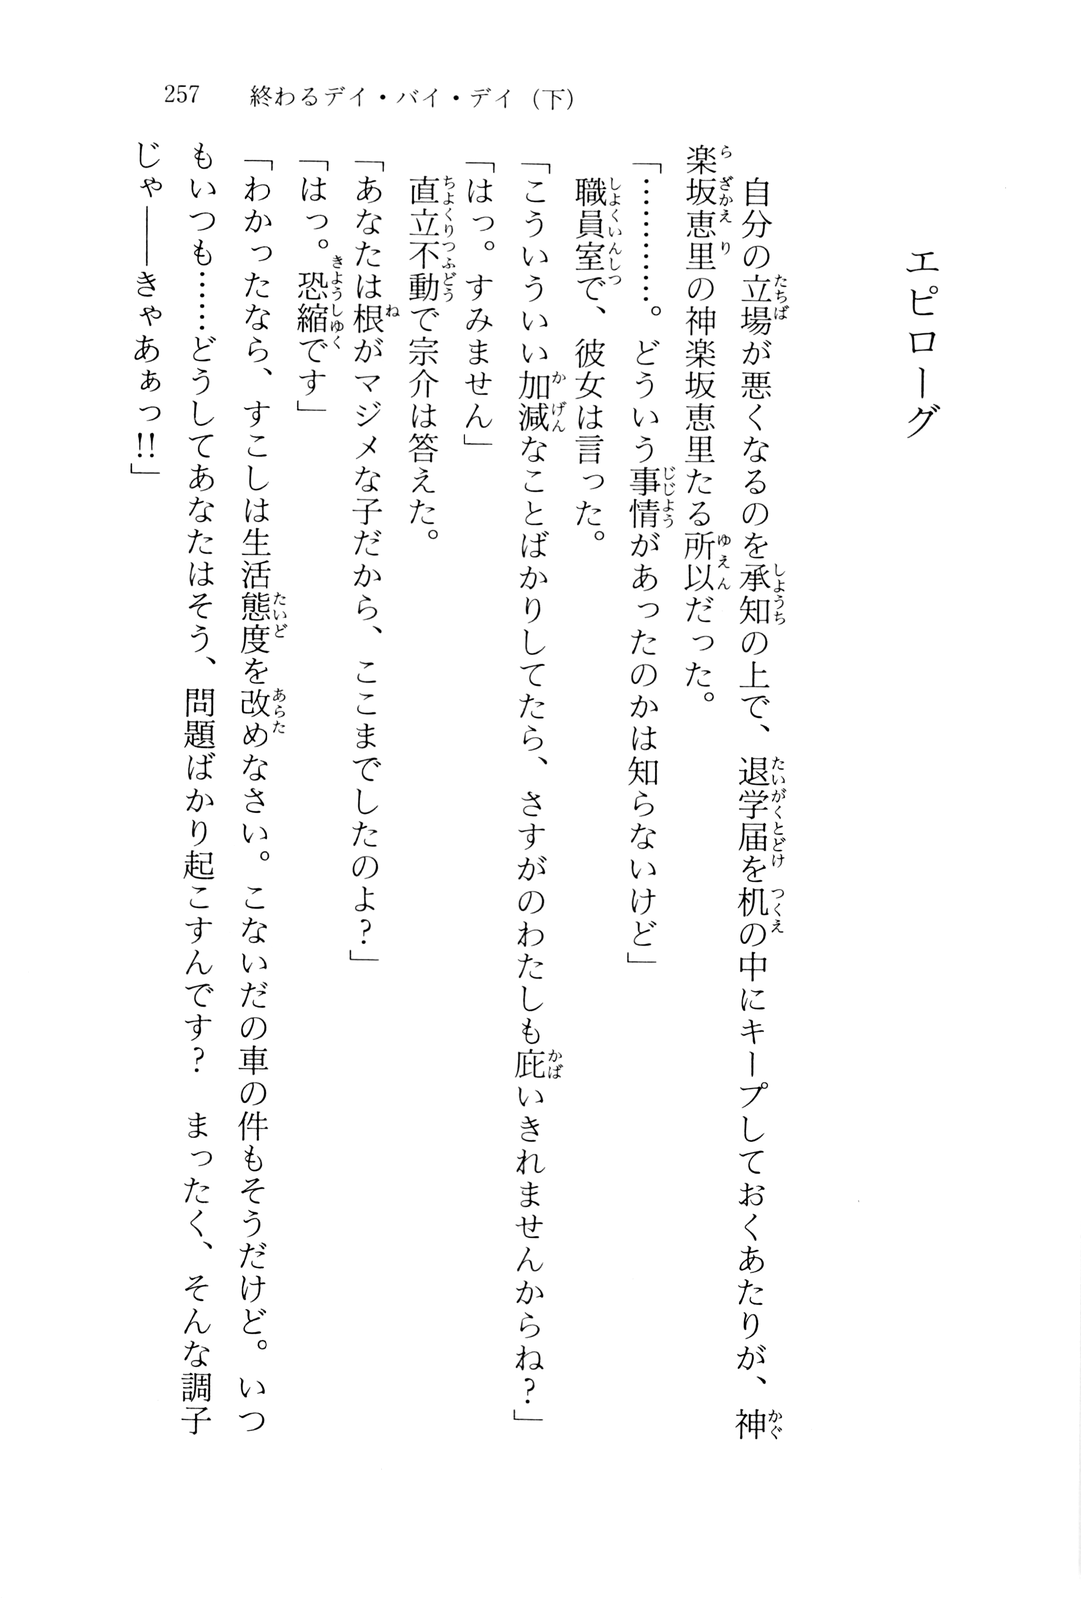 257　終わるデイ・バイ・デイ（下）
エピローグ
自分の立場が悪くなるのを承知の上で、退学届を机の中にキープしておくあたりが、神
楽坂恵里の神楽坂恵里たる所以だった。
「…………。どういう事情があったのかは知らないけど」
職員室で、彼女は言った。
「こういういい加減なことばかりしてたら、さすがのわたしも庇いきれませんからね？」
「はっ。すみません」
直立不動で宗介は答えた。
「あなたは根がマジメな子だから、ここまでしたのよ？」
「はっ。恐縮です」
「わかったなら、すこしは生活態度を改めなさい。こないだの車の件もそうだけど。いつ
もいつも……どうしてあなたはそう、問題ばかり起こすんです？　まったく、そんな調子
じゃ――きゃあぁっ!!」